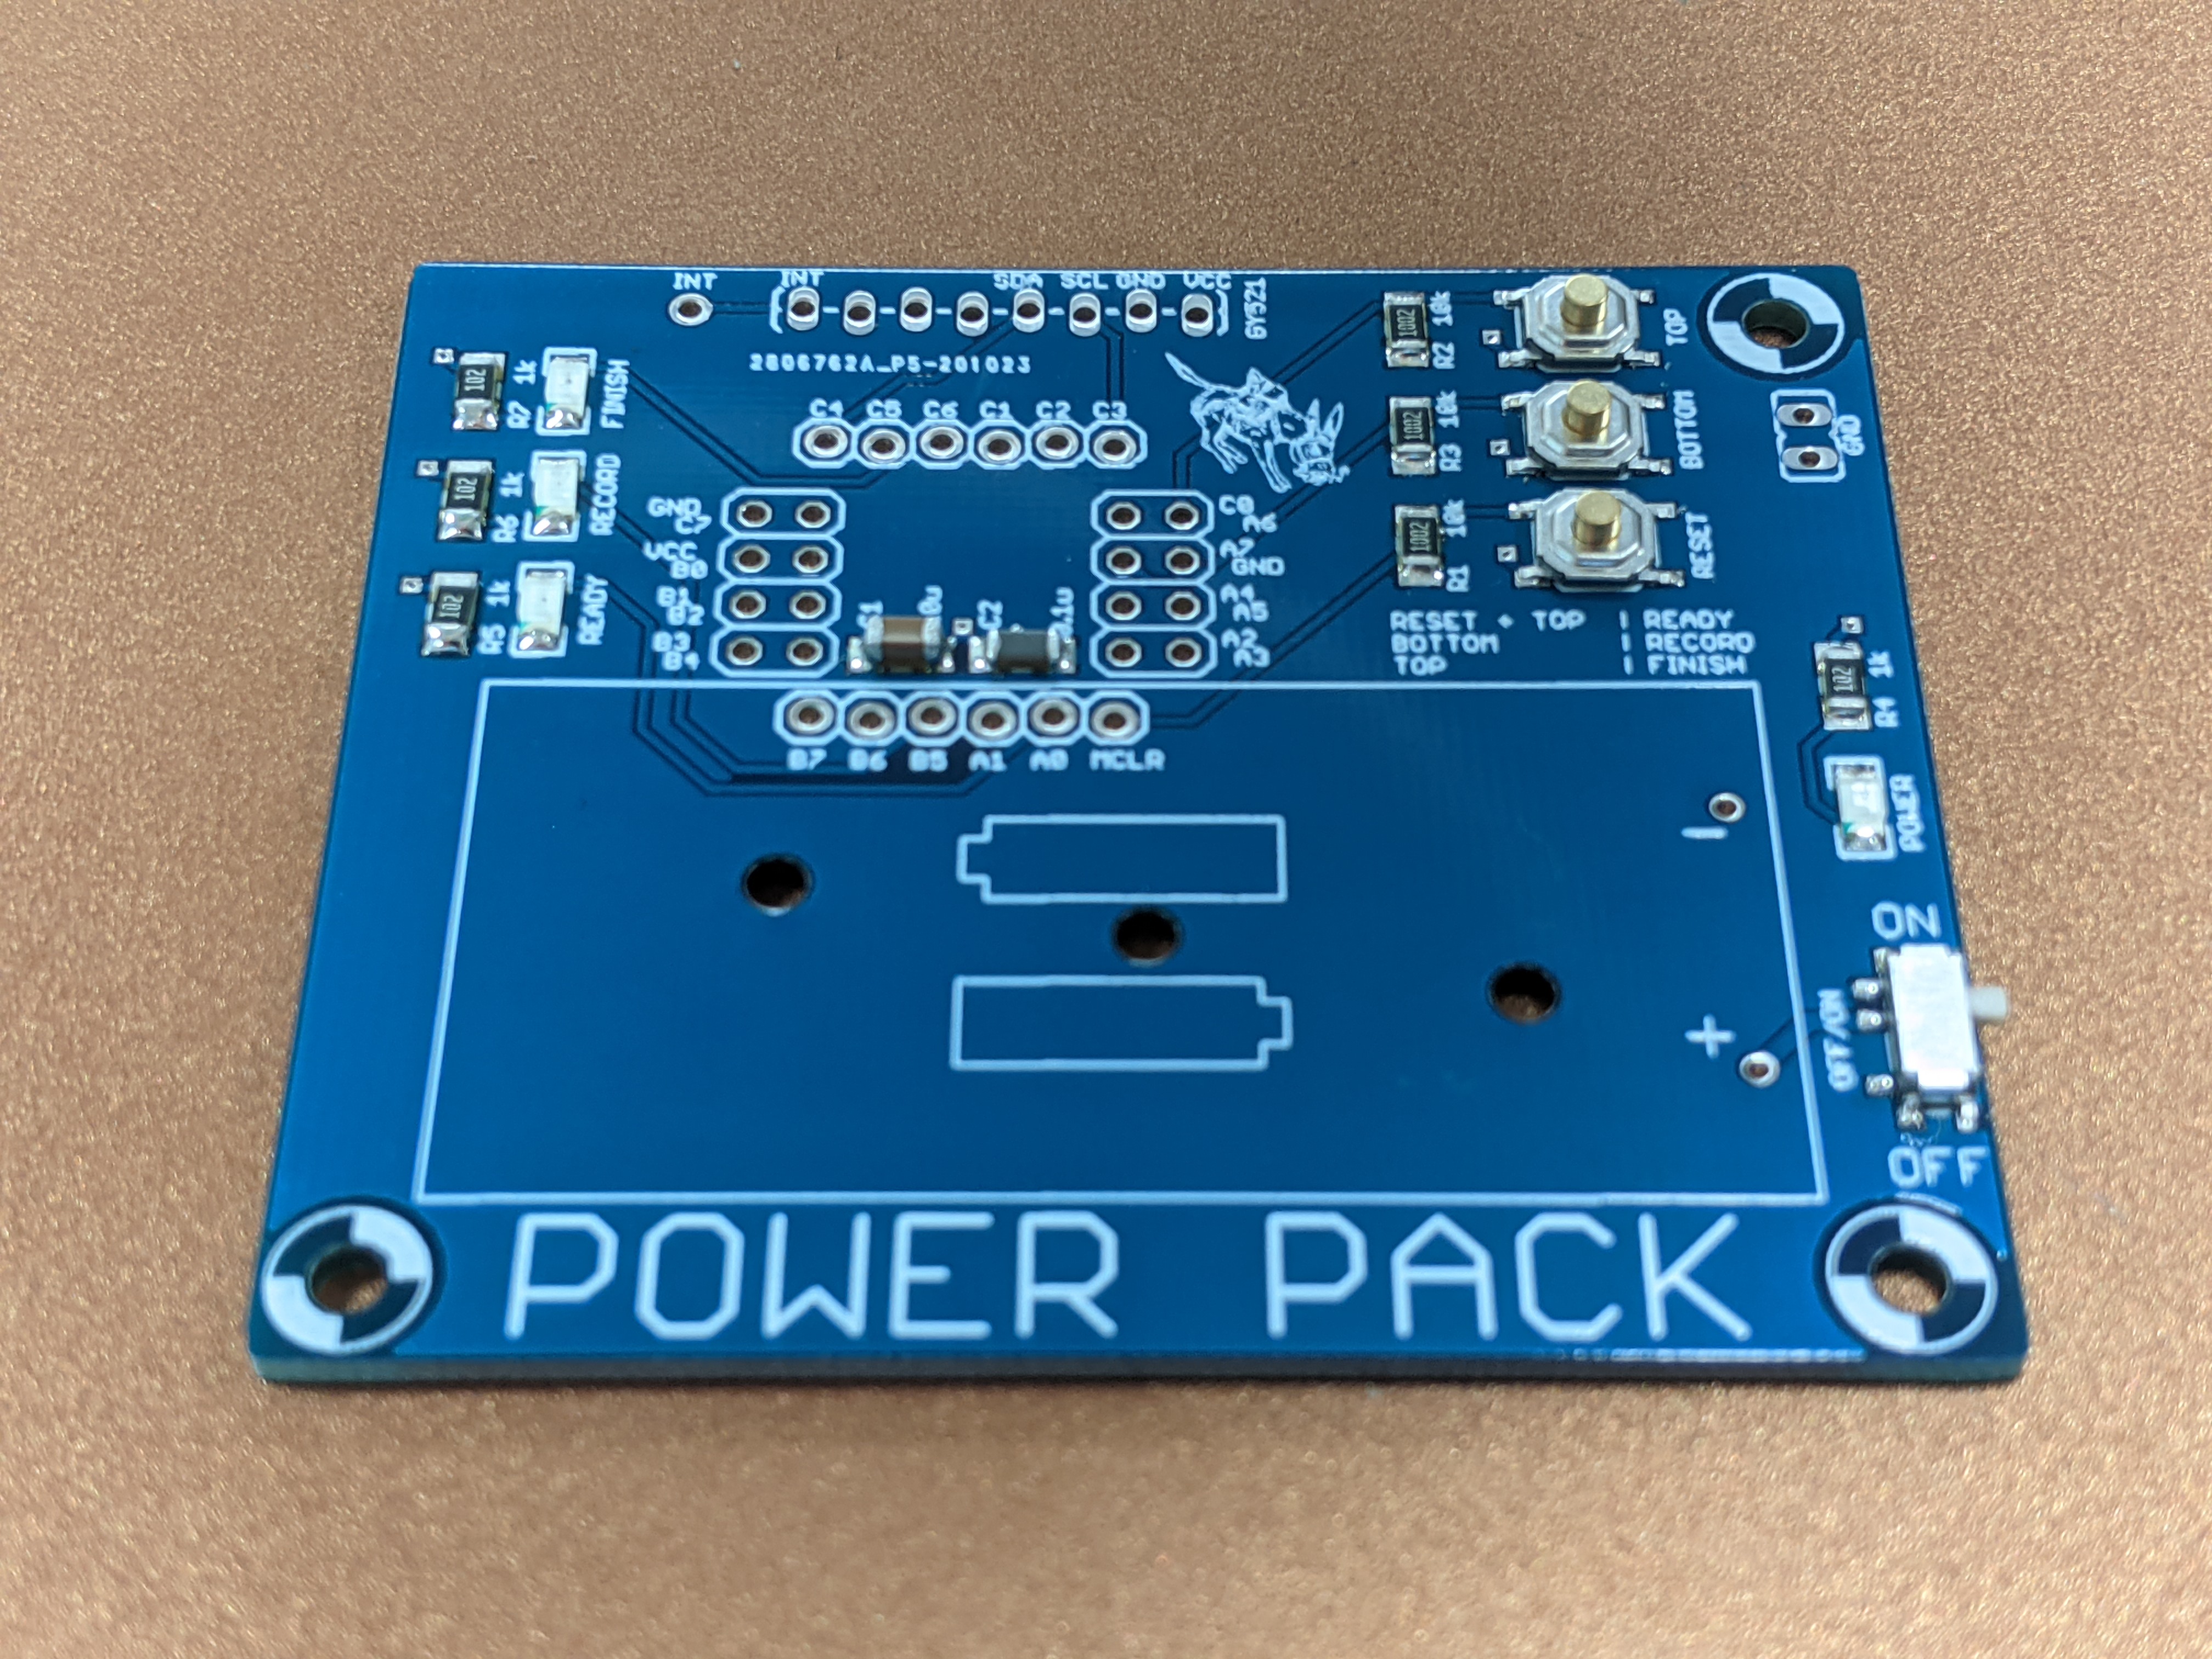 INT
INT SDA SCL GND VCC
GY521
2806762A_P5-201023
C4 C5 C6 C1 C2 C3
102 R7 1k FINISH
102 R6 1k RECORD
102 R5 1k READY
GND
C7
VCC
B0
B1
B2
B3
B4
C0
A6
A7
GND
A4
A5
A2
A3
C1
C2
B7 B6 B5 A1 A0 MCLR
1002 R2 10k TOP
1002 R3 10k BOTTOM
1002 R1 10k RESET
GND
RESET + TOP | READY
BOTTOM | RECORD
TOP | FINISH
102 R4 1k
POWER
-
+
ON
OFF/ON
OFF
POWER PACK